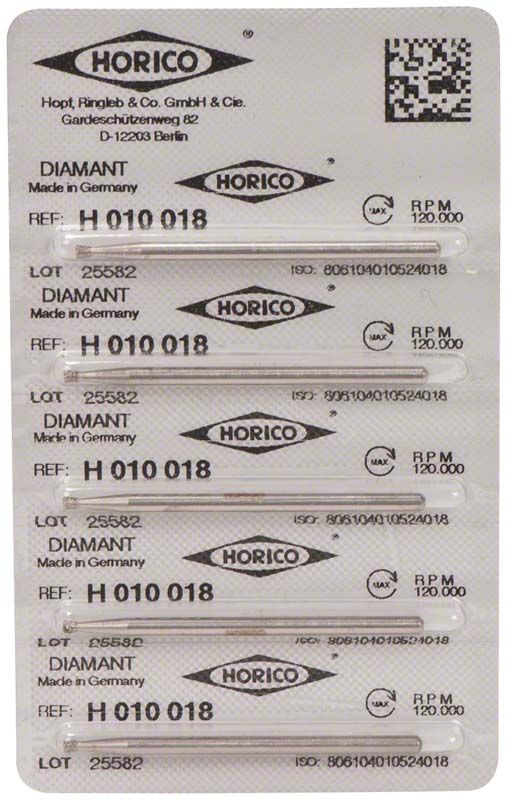 HORICO®
Hopf, Ringleb & Co. GmbH & Cie.
Gardeschützenweg 82
D-12203 Berlin
DIAMANT
Made in Germany
HORICO®
REF: H 010 018
MAX
RPM
120.000
LOT 25582
ISO: 806104010524018
DIAMANT
Made in Germany
HORICO®
REF: H 010 018
MAX
RPM
120.000
LOT 25582
ISO: 806104010524018
DIAMANT
Made in Germany
HORICO®
REF: H 010 018
MAX
RPM
120.000
LOT 25582
ISO: 806104010524018
DIAMANT
Made in Germany
HORICO®
REF: H 010 018
MAX
RPM
120.000
LOT 25582
ISO: 806104010524018
DIAMANT
Made in Germany
HORICO®
REF: H 010 018
MAX
RPM
120.000
LOT 25582
ISO: 806104010524018